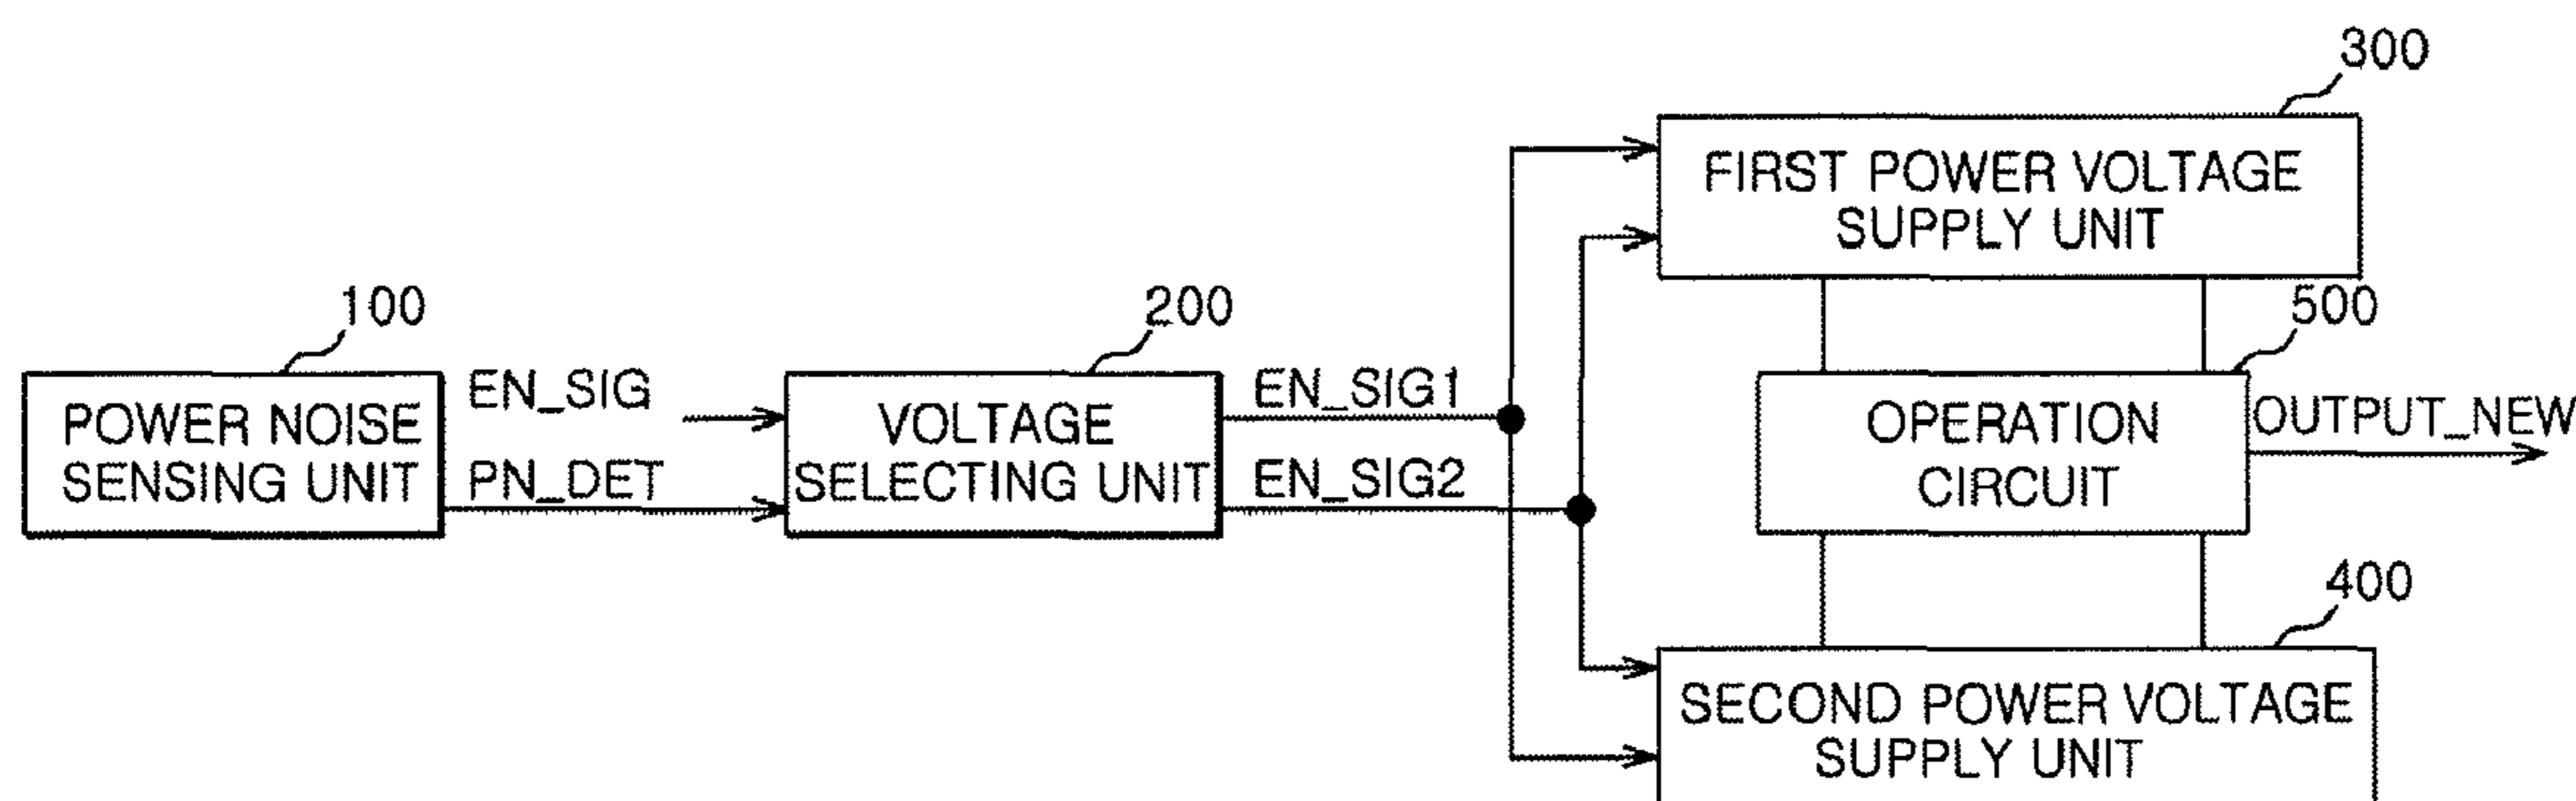 300
FIRST POWER VOLTAGE
SUPPLY UNIT
100
200
500
POWER NOISE
SENSING UNIT
EN_SIG
PN_DET
VOLTAGE
SELECTING UNIT
EN_SIG1
EN_SIG2
OPERATION
CIRCUIT
OUTPUT_NEW
400
SECOND POWER VOLTAGE
SUPPLY UNIT